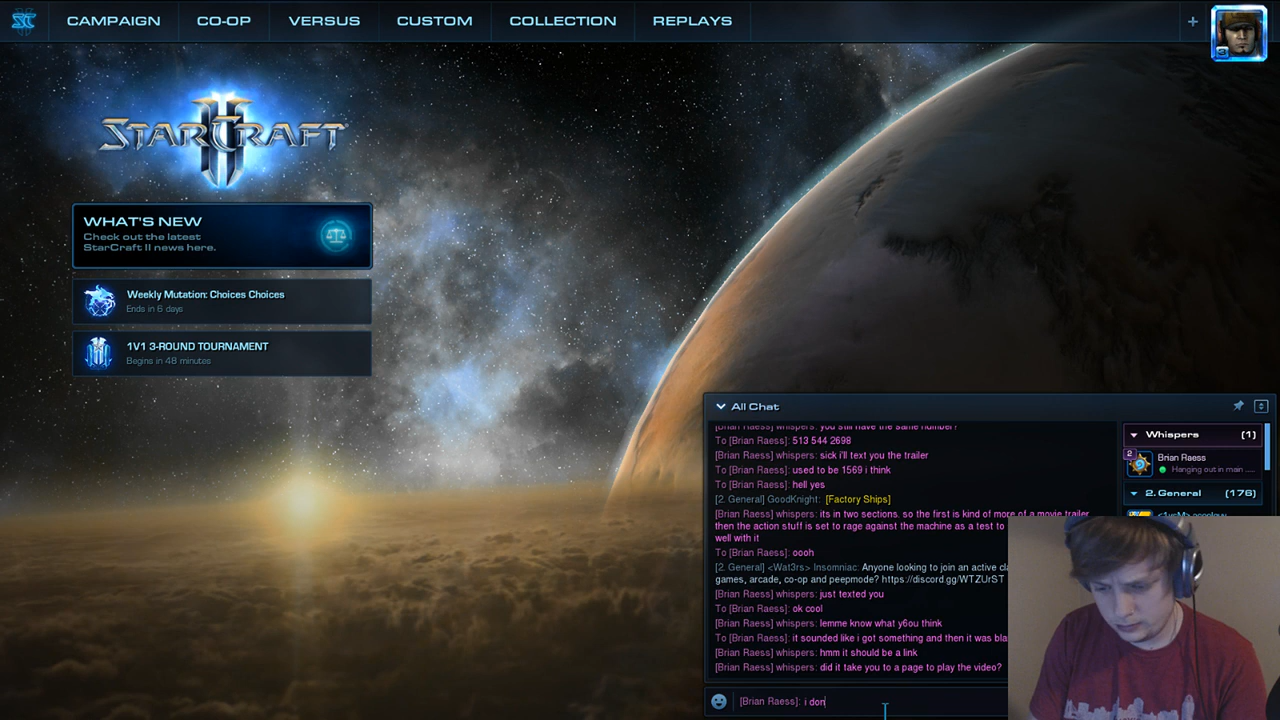 CAMPAIGN CO-OP VERSUS CUSTOM COLLECTION REPLAYS
STARCRAFT
II
WHAT'S NEW
Check out the latest
StarCraft II news here.
Weekly Mutation: Choices Choices
Ends in 6 days
1V1 3-ROUND TOURNAMENT
Begins in 48 minutes
All Chat
[Brian Raess] whispers: you still have the same number?
To [Brian Raess]: 513 544 2698
[Brian Raess] whispers: sick i'll text you the trailer
To [Brian Raess]: used to be 1569 i think
To [Brian Raess]: hell yes
[2. General] GoodKnight: [Factory Ships]
[Brian Raess] whispers: its in two sections. so the first is kind of more of a movie trailer
then the action stuff is set to rage against the machine as a test to
well with it
To [Brian Raess]: oooh
[2. General] <Wat3rs> Insomniac: Anyone looking to join an active cla
games, arcade, co-op and peepmode? https://discord.gg/WTZUrST
[Brian Raess] whispers: just texted you
To [Brian Raess]: ok cool
[Brian Raess] whispers: lemme know what y6ou think
To [Brian Raess]: it sounded like i got something and then it was bla
[Brian Raess] whispers: hmm it should be a link
[Brian Raess] whispers: did it take you to a page to play the video?
[Brian Raess]: i don
Whispers (1)
2
Brian Raess
Hanging out in main ......
2. General (176)